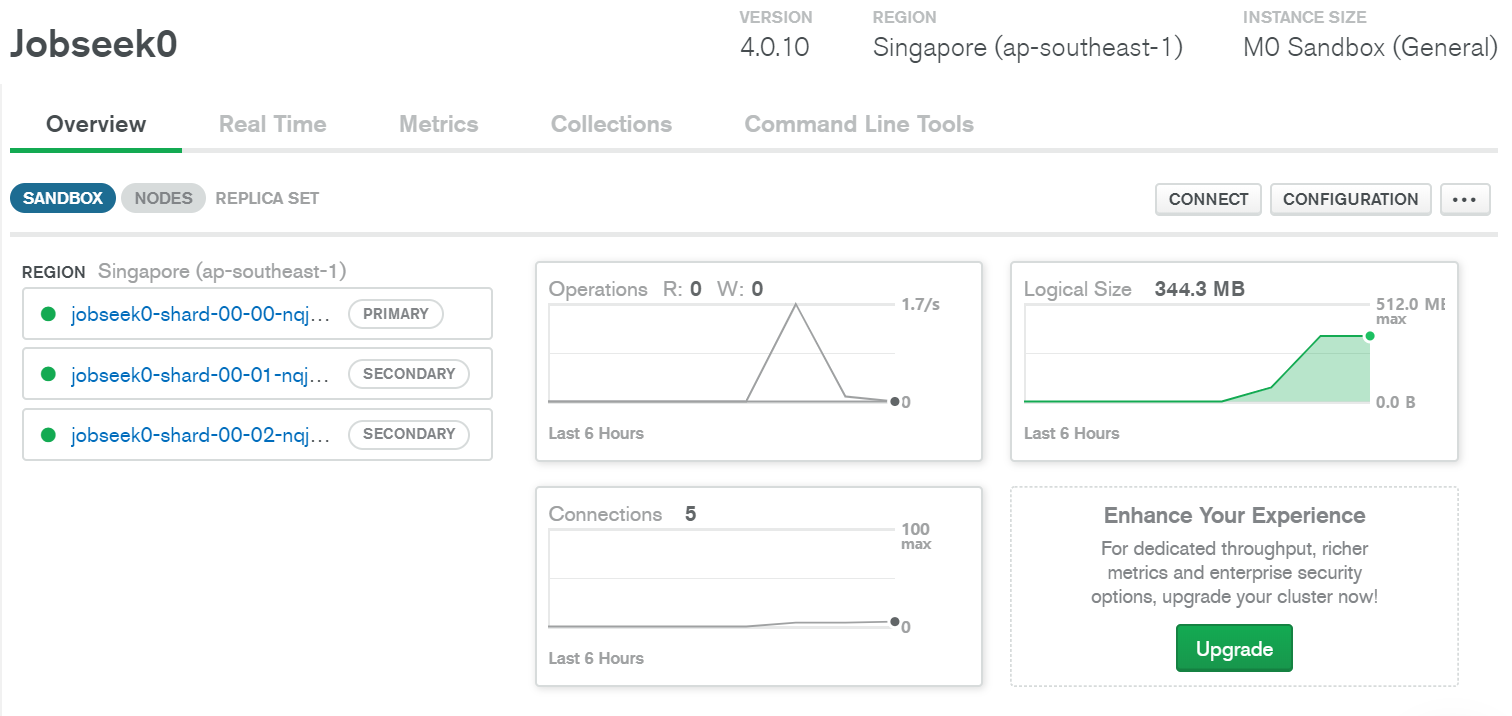 Jobseek0
VERSION
4.0.10
REGION
Singapore (ap-southeast-1)
INSTANCE SIZE
M0 Sandbox (General)
Overview
Real Time
Metrics
Collections
Command Line Tools
SANDBOX
NODES
REPLICA SET
CONNECT
CONFIGURATION
...
REGION Singapore (ap-southeast-1)
jobseek0-shard-00-00-nqj... PRIMARY
jobseek0-shard-00-01-nqj... SECONDARY
jobseek0-shard-00-02-nqj... SECONDARY
Operations R: 0 W: 0
1.7/s
0
Last 6 Hours
Logical Size 344.3 MB
512.0 MB
max
0.0 B
Last 6 Hours
Connections 5
100
max
0
Last 6 Hours
Enhance Your Experience
For dedicated throughput, richer
metrics and enterprise security
options, upgrade your cluster now!
Upgrade